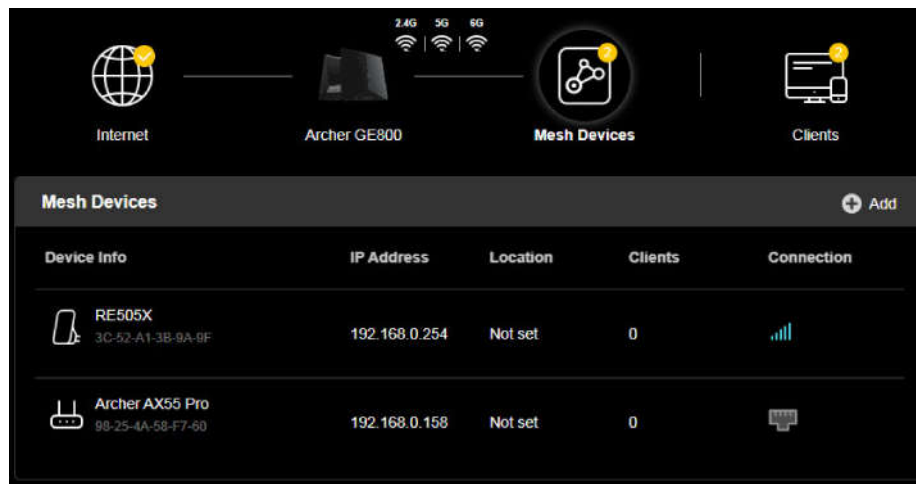 2.4G 5G 6G
2 2
Internet Archer GE800 Mesh Devices Clients
Mesh Devices Add
Device Info IP Address Location Clients Connection
RE505X
3C-52-A1-3B-9A-9F 192.168.0.254 Not set 0
Archer AX55 Pro
98-25-4A-58-F7-60 192.168.0.158 Not set 0